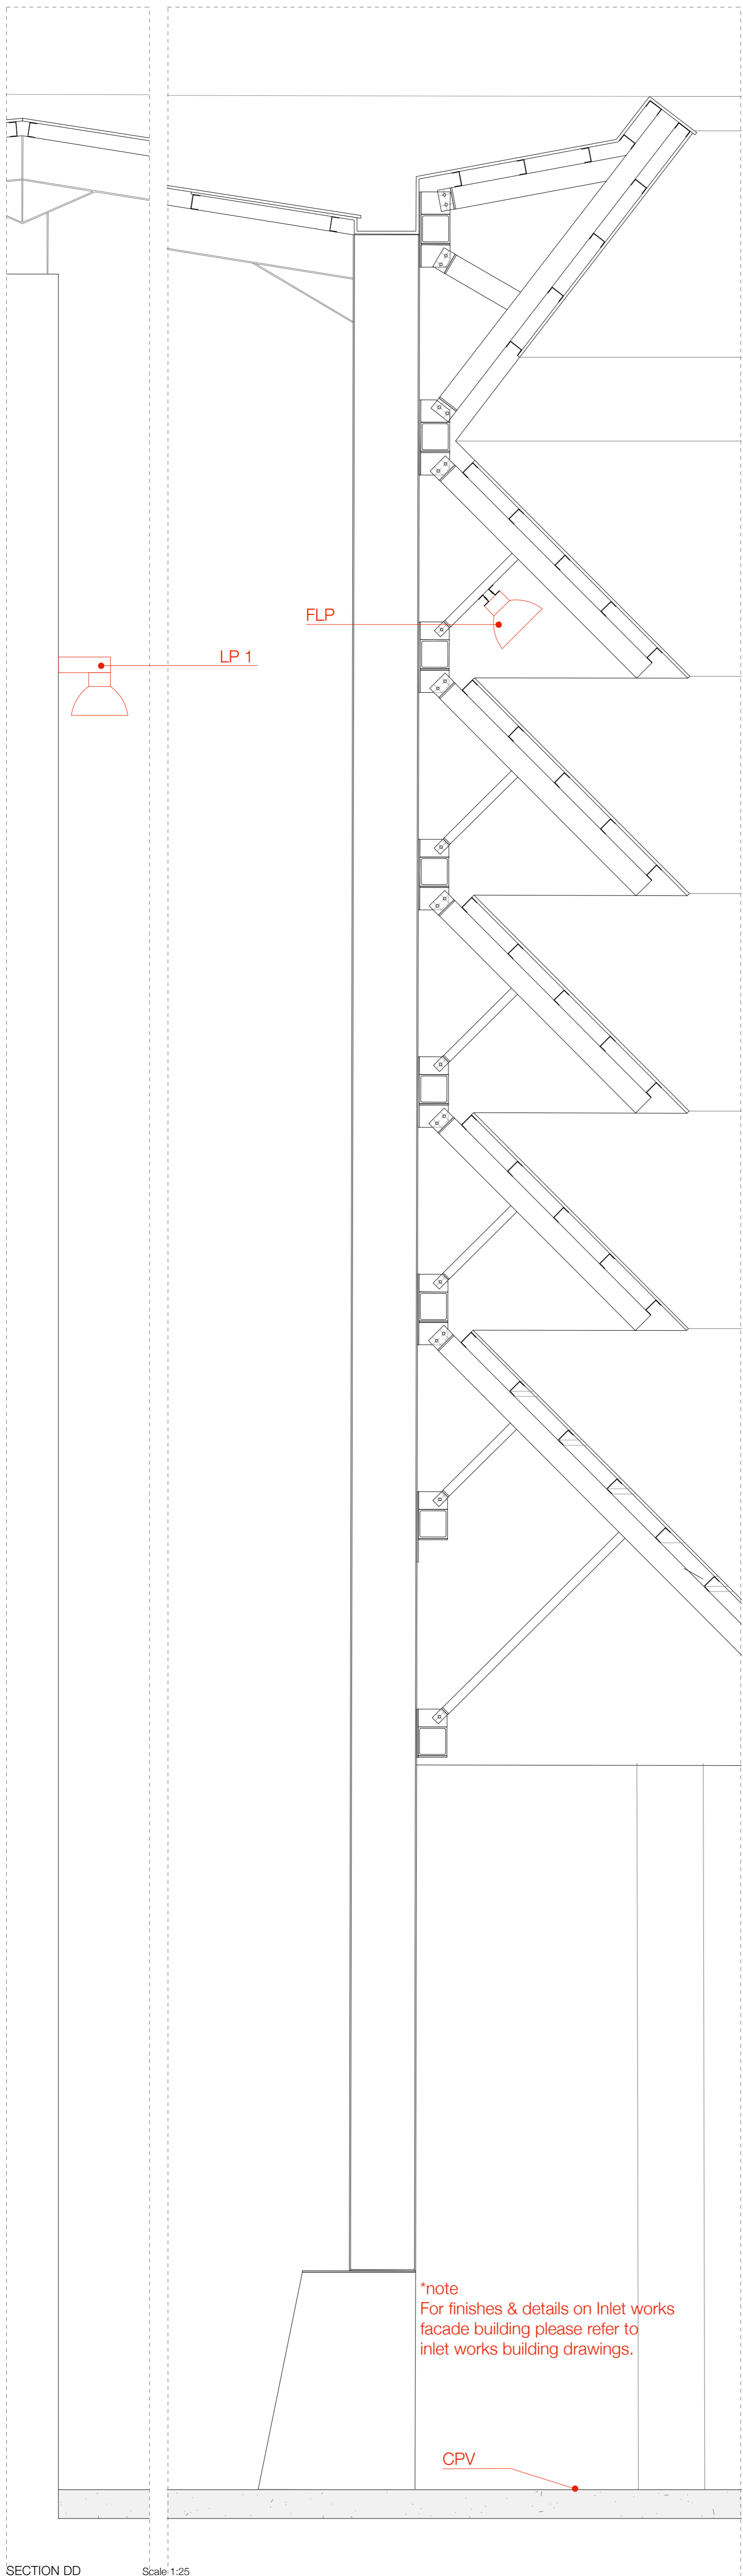 FLP
LP 1
*note
For finishes & details on Inlet works
facade building please refer to
inlet works building drawings.
CPV
SECTION DD
Scale 1:25